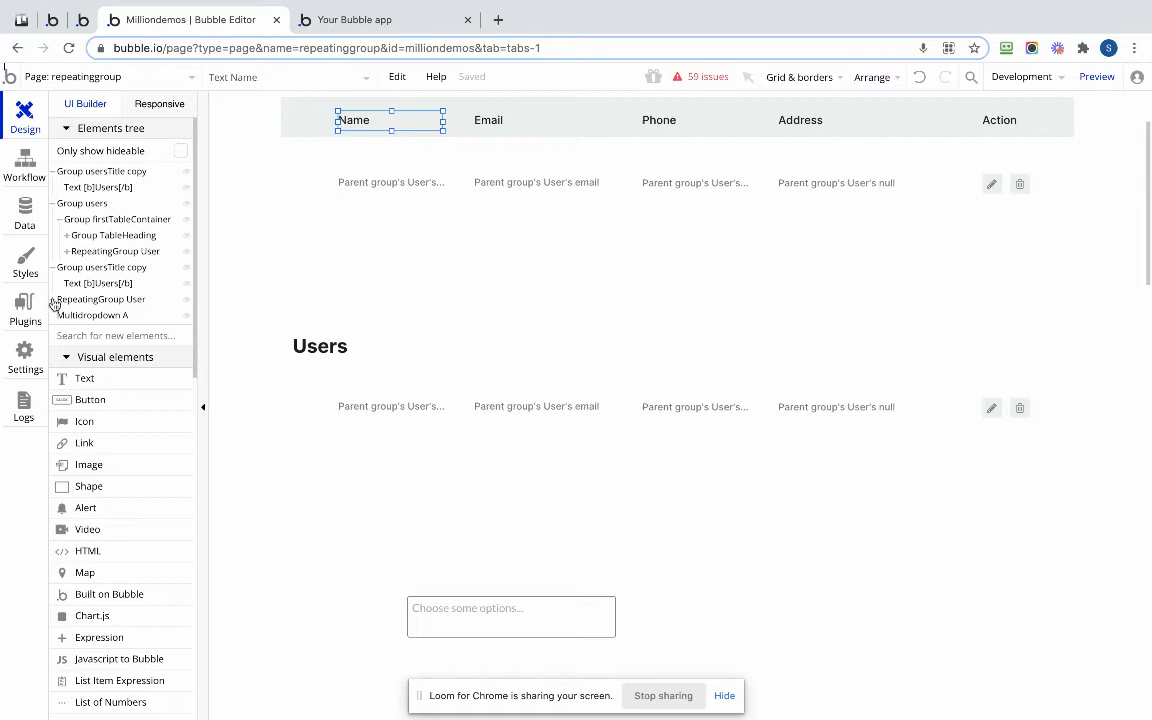 Milliondemos | Bubble Editor
Your Bubble app
bubble.io/page?type=page&name=repeatinggroup&id=milliondemos&tab=tabs-1
S
Page: repeatinggroup
Text Name
Edit
Help
Saved
59 issues
Grid & borders
Arrange
Development
Preview
Design
Workflow
Data
Styles
Plugins
Settings
Logs
UI Builder
Responsive
Elements tree
Only show hideable
Group usersTitle copy
Text [b]Users[/b]
Group users
Group firstTableContainer
Group TableHeading
RepeatingGroup User
Group usersTitle copy
Text [b]Users[/b]
RepeatingGroup User
Multidropdown A
Search for new elements...
Visual elements
Text
Button
Icon
Link
Image
Shape
Alert
Video
HTML
Map
Built on Bubble
Chart.js
Expression
Javascript to Bubble
List Item Expression
List of Numbers
Name Email Phone Address Action
Parent group's User's... Parent group's User's email Parent group's User's... Parent group's User's null
Users
Parent group's User's... Parent group's User's email Parent group's User's... Parent group's User's null
Choose some options...
Loom for Chrome is sharing your screen. Stop sharing Hide